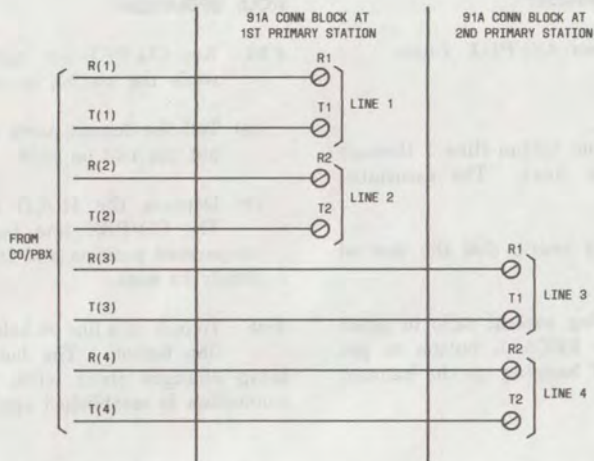 91A CONN BLOCK AT
1ST PRIMARY STATION
91A CONN BLOCK AT
2ND PRIMARY STATION
FROM
CO/PBX
R(1)
R1
T(1)
T1
LINE 1
R(2)
R2
T(2)
T2
LINE 2
R(3)
R1
T(3)
T1
LINE 3
R(4)
R2
T(4)
T2
LINE 4